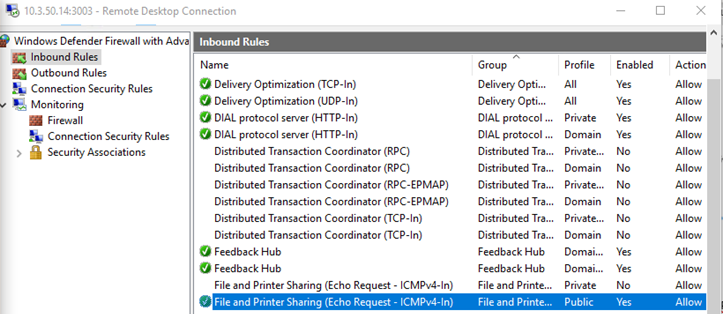 10.3.50.14:3003 - Remote Desktop Connection
Windows Defender Firewall with Adva
Inbound Rules
Outbound Rules
Connection Security Rules
Monitoring
Firewall
Connection Security Rules
Security Associations
Inbound Rules
Name Group Profile Enabled Action
Delivery Optimization (TCP-In) Delivery Opti... All Yes Allow
Delivery Optimization (UDP-In) Delivery Opti... All Yes Allow
DIAL protocol server (HTTP-In) DIAL protocol ... Private Yes Allow
DIAL protocol server (HTTP-In) DIAL protocol ... Domain Yes Allow
Distributed Transaction Coordinator (RPC) Distributed Tra... Private... No Allow
Distributed Transaction Coordinator (RPC) Distributed Tra... Domain No Allow
Distributed Transaction Coordinator (RPC-EPMAP) Distributed Tra... Private... No Allow
Distributed Transaction Coordinator (RPC-EPMAP) Distributed Tra... Domain No Allow
Distributed Transaction Coordinator (TCP-In) Distributed Tra... Private... No Allow
Distributed Transaction Coordinator (TCP-In) Distributed Tra... Domain No Allow
Feedback Hub Feedback Hub Domai... Yes Allow
Feedback Hub Feedback Hub Domai... Yes Allow
File and Printer Sharing (Echo Request - ICMPv4-In) File and Printe... Private No Allow
File and Printer Sharing (Echo Request - ICMPv4-In) File and Printe... Public Yes Allow